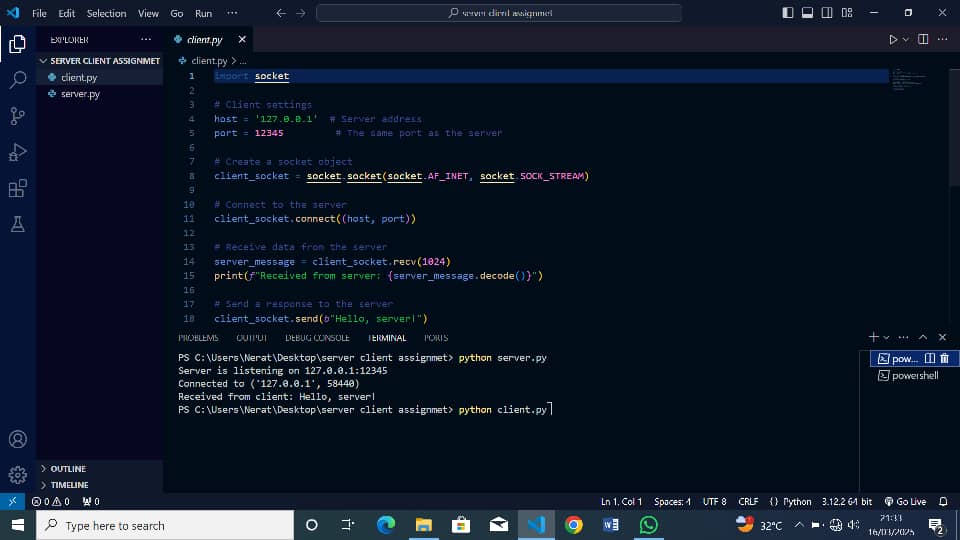 File Edit Selection View Go Run ...
server client assignmet
EXPLORER ...
SERVER CLIENT ASSIGNMET
client.py
server.py
OUTLINE
TIMELINE
client.py
client.py > ...
1 import socket
2
3 # Client settings
4 host = '127.0.0.1' # Server address
5 port = 12345 # The same port as the server
6
7 # Create a socket object
8 client_socket = socket.socket(socket.AF_INET, socket.SOCK_STREAM)
9
10 # Connect to the server
11 client_socket.connect((host, port))
12
13 # Receive data from the server
14 server_message = client_socket.recv(1024)
15 print(f"Received from server: {server_message.decode()}")
16
17 # Send a response to the server
18 client_socket.send(b"Hello, server!")
PROBLEMS OUTPUT DEBUG CONSOLE TERMINAL PORTS
PS C:\Users\Nerat\Desktop\server client assignmet> python server.py
Server is listening on 127.0.0.1:12345
Connected to ('127.0.0.1', 58440)
Received from client: Hello, server!
PS C:\Users\Nerat\Desktop\server client assignmet> python client.py
pow...
powershell
0 0 0
Ln 1, Col 1 Spaces: 4 UTF 8 CRLF {} Python 3.12.2 64 bit Go Live
Type here to search
32°C
21:33
16/03/2025
2